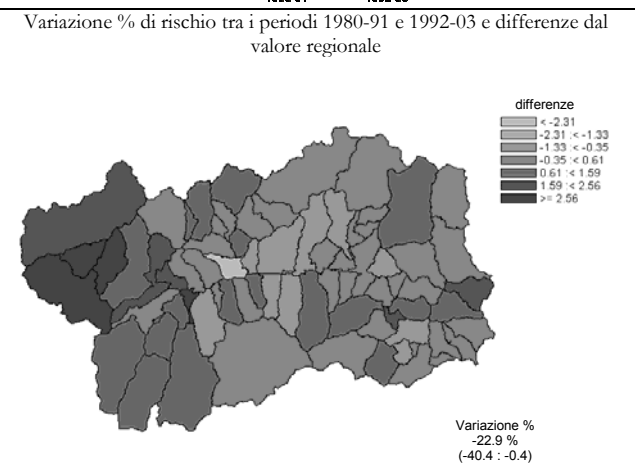 Variazione % di rischio tra i periodi 1980-91 e 1992-03 e differenze dal
valore regionale
differenze
< -2.31
-2.31 :< -1.33
-1.33 :< -0.35
-0.35 :< 0.61
0.61 :< 1.59
1.59 :< 2.56
>= 2.56
Variazione %
-22.9 %
(-40.4 : -0.4)